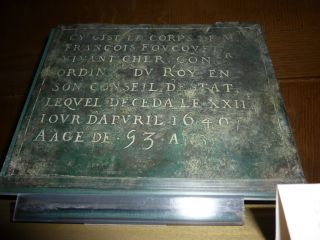 CY GIST LE CORPS DE M
FRANCOIS FOVCQVET
VIVANT CHER CON
ORDIN DV ROY EN
SON CONSEIL DESTAT
LEQVEL DECEDA LE XXII
IOVR DAPVRIL 1640
AAGE DE 53 A